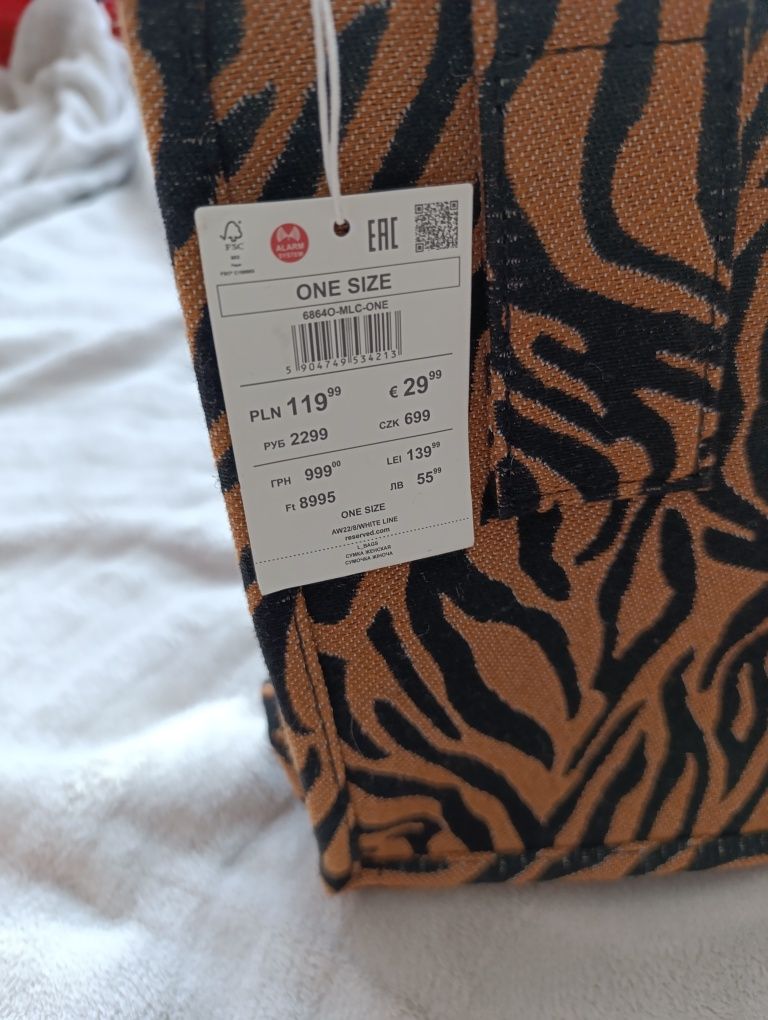 FSC
MIX
ALARM
SYSTEM
EAC
ONE SIZE
6864O-MLC-ONE
5 904749 534213
PLN 119⁹⁹ € 29⁹⁹
РУБ 2299 CZK 699
ГРН 999⁰⁰ LEI 139⁹⁹
Ft 8995 ЛВ 55⁹⁹
ONE SIZE
AW22/8/WHITE LINE
reserved.com
L_BAGS
СУМКА ЖЕНСКАЯ
СУМОЧКА ЖІНОЧА